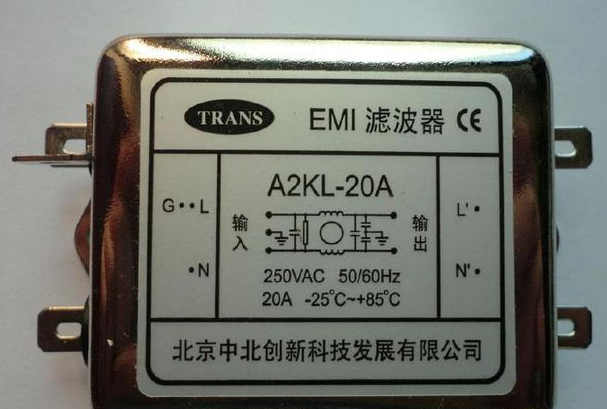 TRANS EMI 滤波器 CE
A2KL-20A
G••L 输入 输出 L'•
•N N'•
250VAC 50/60Hz
20A -25℃~+85℃
北京中北创新科技发展有限公司